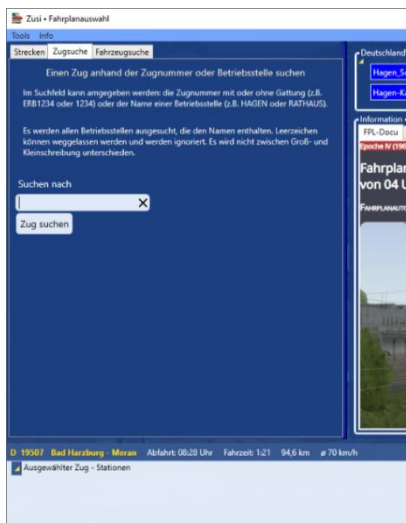 Zusi • Fahrplanauswahl
Tools Info
Strecken Zugsuche Fahrzeugsuche
Einen Zug anhand der Zugnummer oder Betriebsstelle suchen
Im Suchfeld kann amgegeben werden: die Zugnummer mit oder ohne Gattung (z.B.
ERB1234 oder 1234) oder der Name einer Betriebsstelle (z.B. HAGEN oder RATHAUS).
Es werden allen Betriebsstellen ausgesucht, die den Namen enthalten. Leerzeichen
können weggelassen werden und werden ignoriert. Es wird nicht zwischen Groß- und
Kleinschreibung unterschieden.
Suchen nach
Zug suchen
Deutschland
Hagen_S
Hagen-Ka
Information
FPL-Docu
Epoche IV (196
Fahrplan
von 04 U
FAHRPLANAUT
D 19507 Bad Harzburg - Meran Abfahrt: 08:28 Uhr Fahrzeit: 1:21 94,6 km ø 70 km/h
Ausgewählter Zug - Stationen